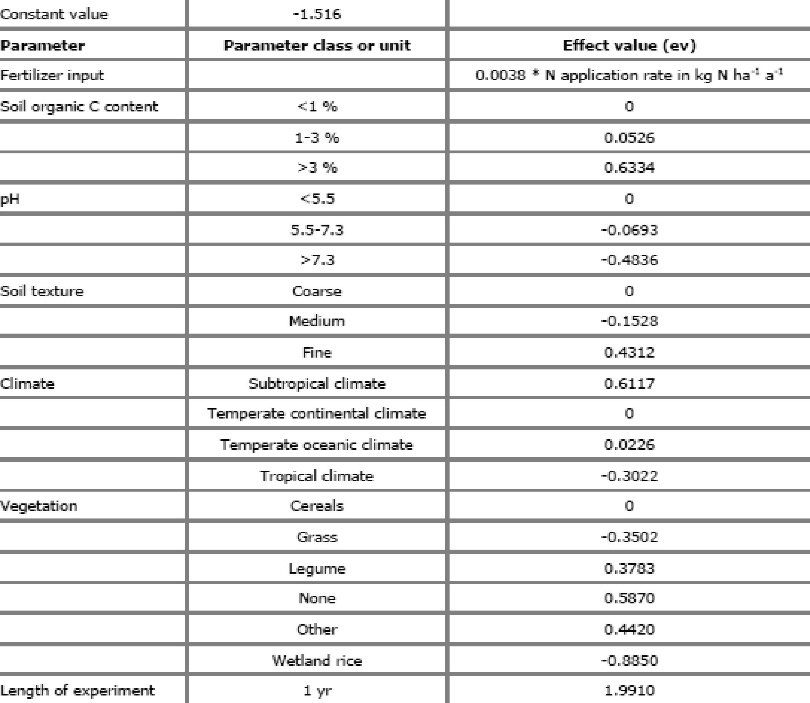 Constant value -1.516
Parameter Parameter class or unit Effect value (ev)
Fertilizer input 0.0038 * N application rate in kg N ha⁻¹ a⁻¹
Soil organic C content <1 % 0
1-3 % 0.0526
>3 % 0.6334
pH <5.5 0
5.5-7.3 -0.0693
>7.3 -0.4836
Soil texture Coarse 0
Medium -0.1528
Fine 0.4312
Climate Subtropical climate 0.6117
Temperate continental climate 0
Temperate oceanic climate 0.0226
Tropical climate -0.3022
Vegetation Cereals 0
Grass -0.3502
Legume 0.3783
None 0.5870
Other 0.4420
Wetland rice -0.8850
Length of experiment 1 yr 1.9910